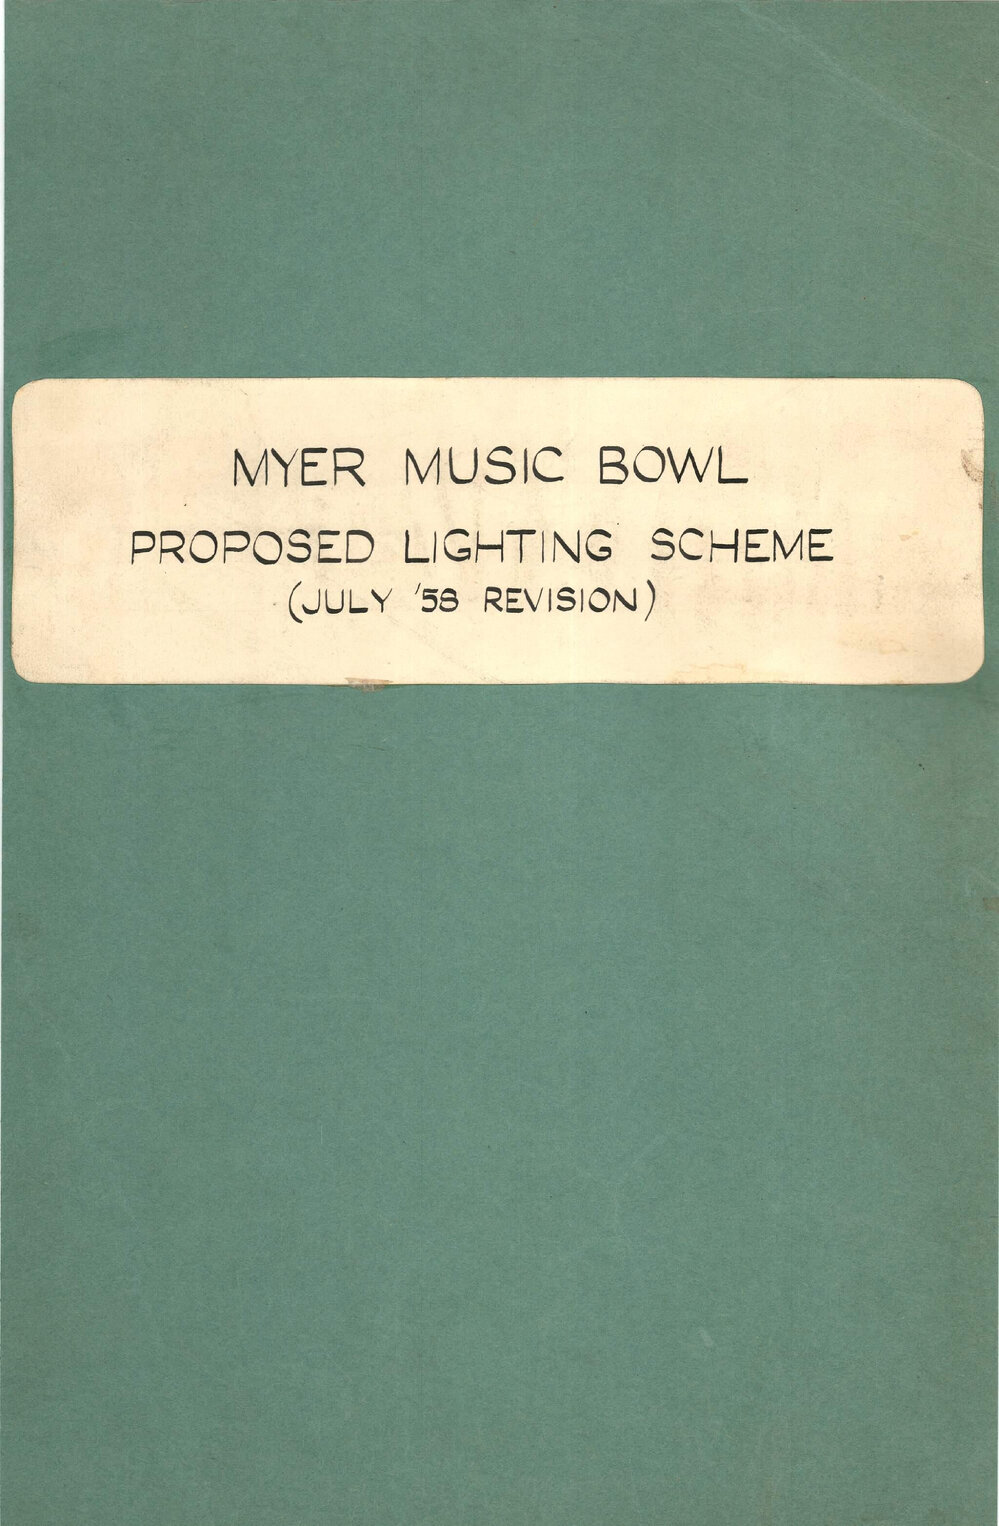 MYER MUSIC BOWL
PROPOSED LIGHTING SCHEME
(JULY '58 REVISION)